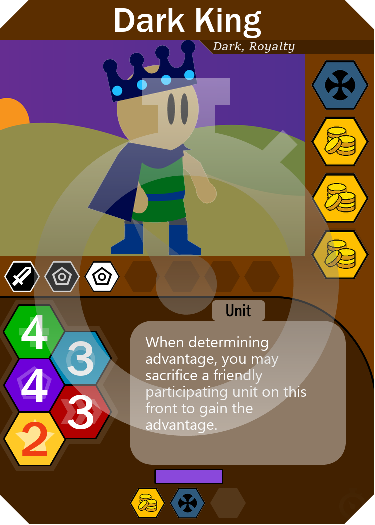 Dark King
Dark, Royalty
Unit
4
3
4
3
2
When determining
advantage, you may
sacrifice a friendly
participating unit on this
front to gain the
advantage.